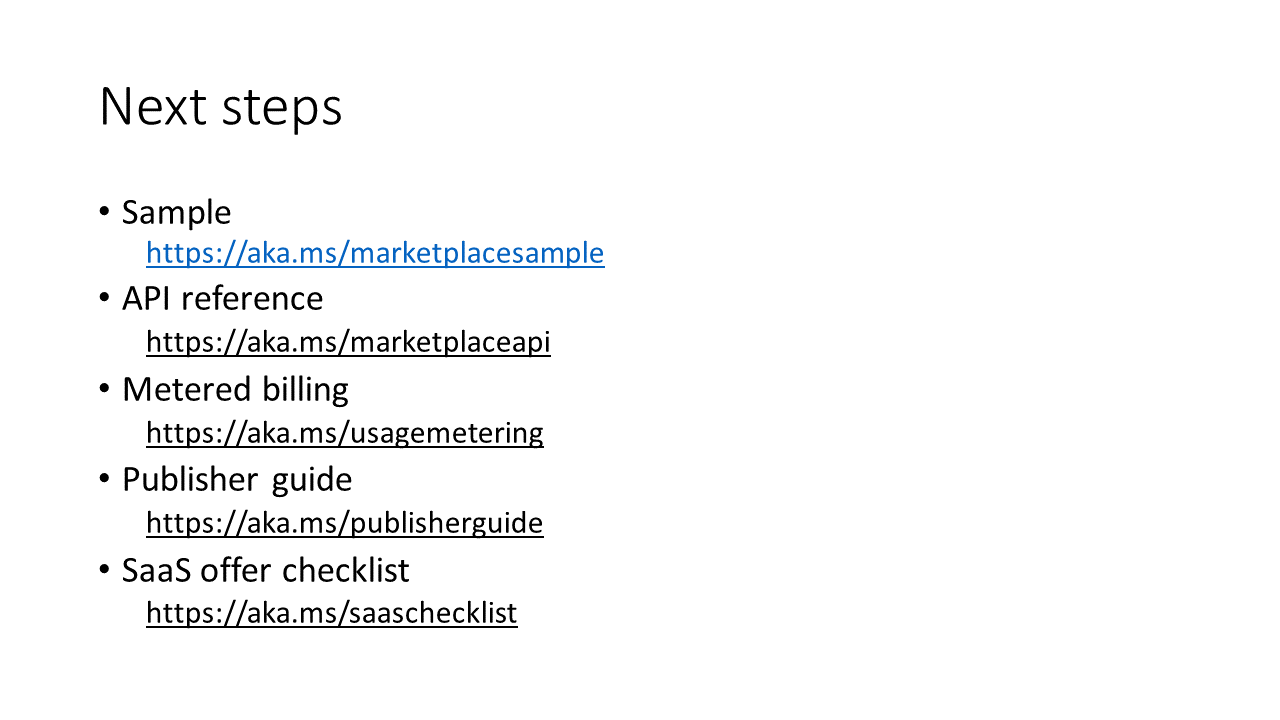 Next steps
• Sample
https://aka.ms/marketplacesample
• API reference
https://aka.ms/marketplaceapi
• Metered billing
https://aka.ms/usagemetering
• Publisher guide
https://aka.ms/publisherguide
• SaaS offer checklist
https://aka.ms/saaschecklist